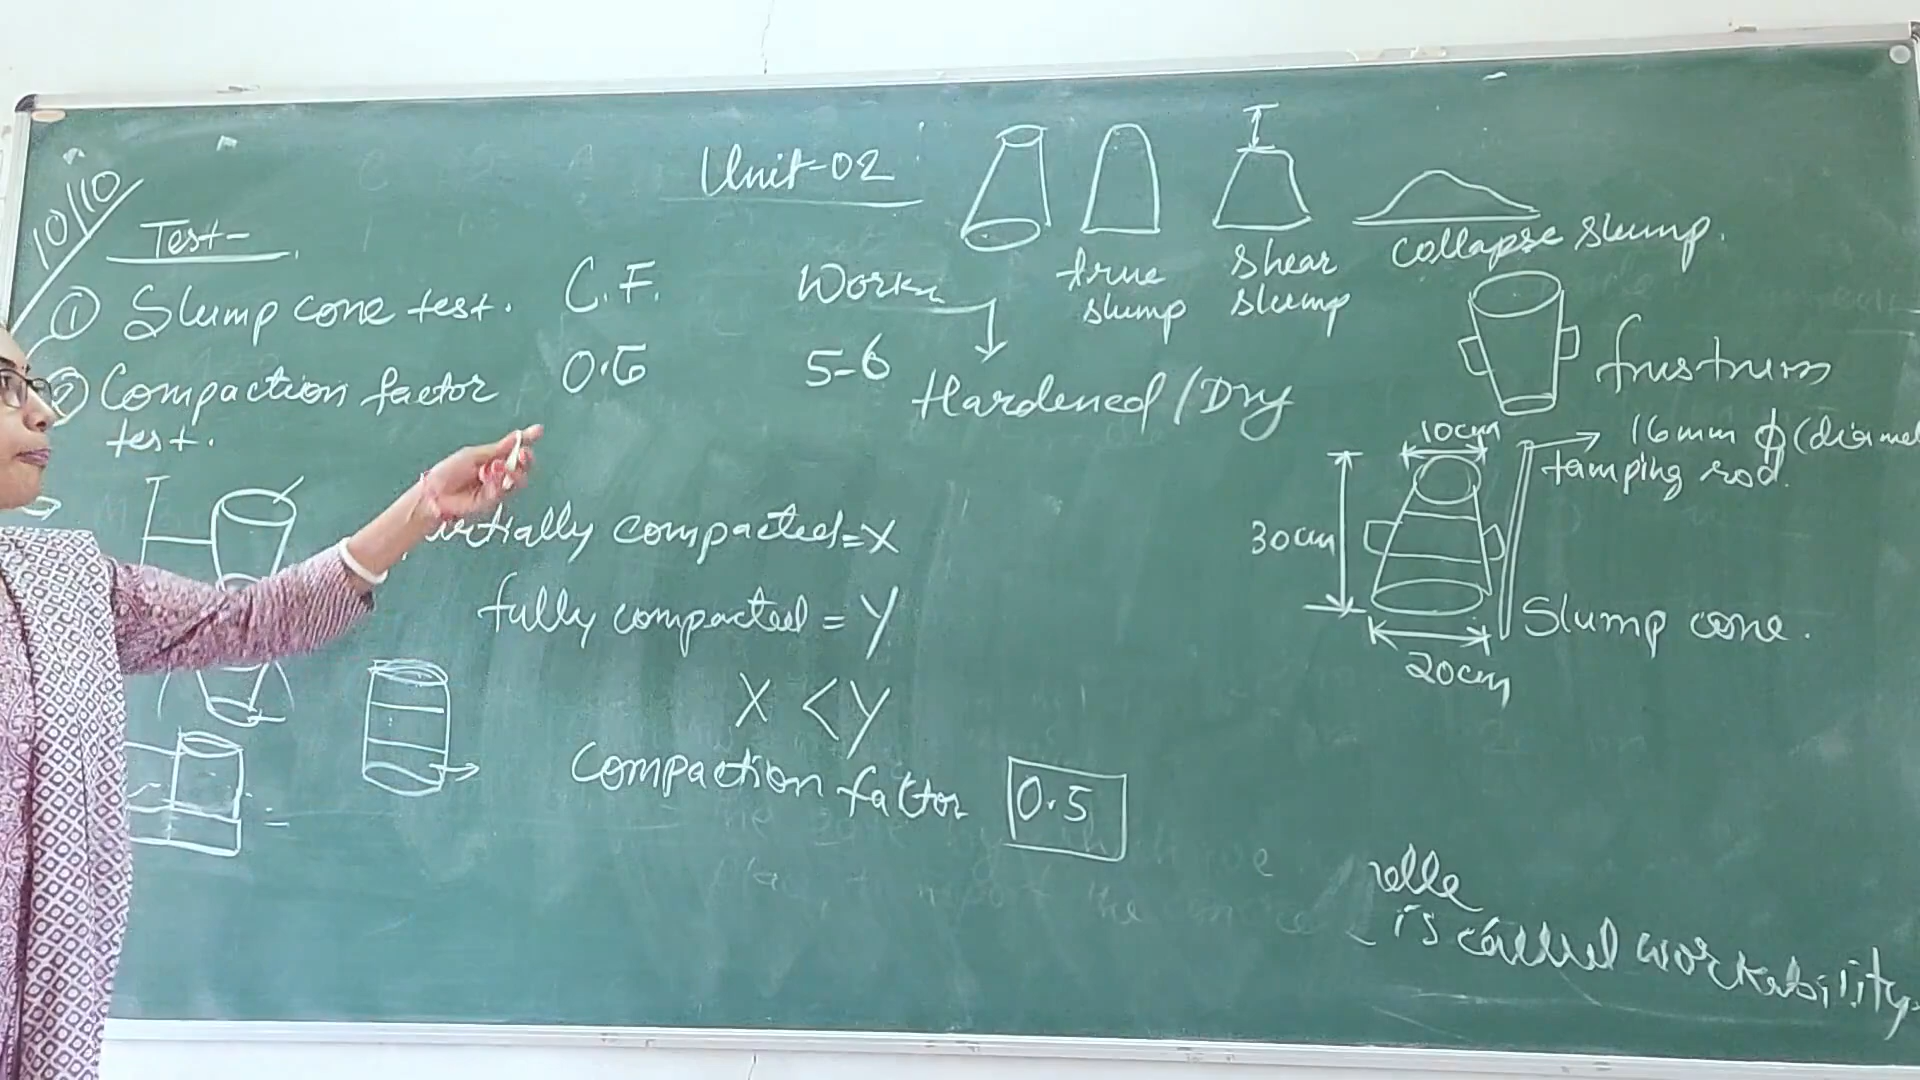 10/10
Unit-02
Test-
① Slump cone test.
② Compaction factor
test.
C.F.
0.6
Work
5-6
Hardened/Dry
true
slump
shear
slump
collapse slump.
frustrum
16mm ϕ (diamet
tamping rod.
10cm
30cm
20cm
Slump cone.
compacted = X
fully compacted = Y
X < Y
Compaction factor 0.5
is called workability.